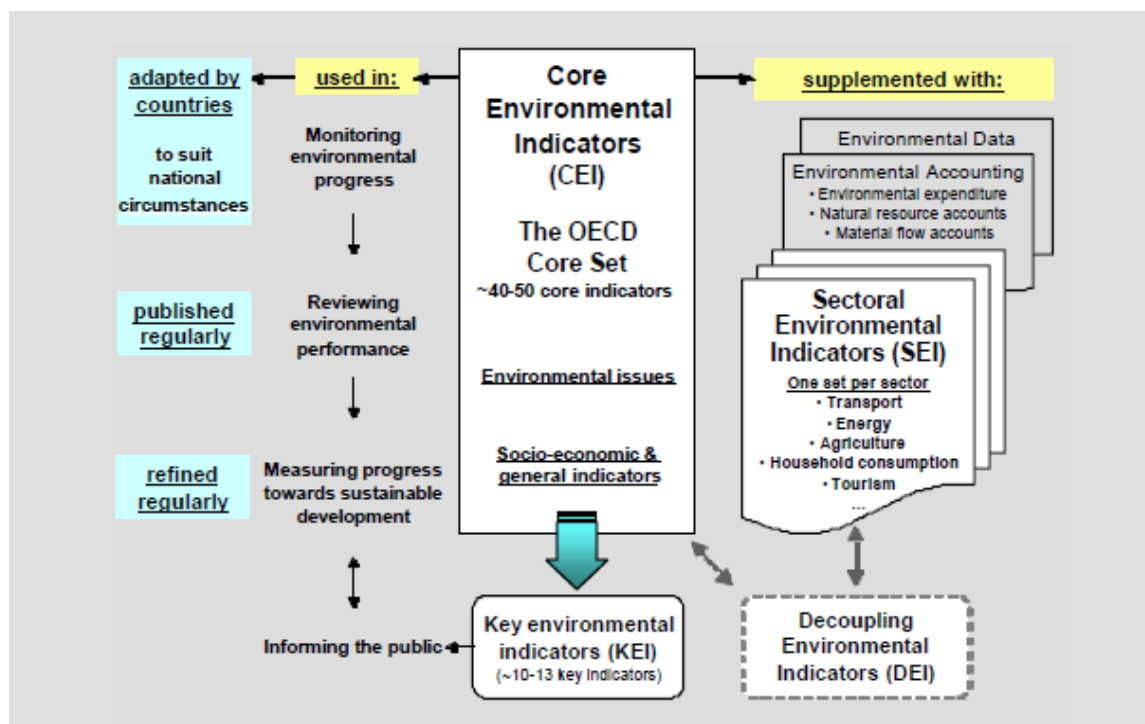 adapted by
countries
to suit
national
circumstances
published
regularly
refined
regularly
used in:
Monitoring
environmental
progress
Reviewing
environmental
performance
Measuring progress
towards sustainable
development
Informing the public
Core
Environmental
Indicators
(CEI)
The OECD
Core Set
~40-50 core indicators
Environmental issues
Socio-economic &
general indicators
Key environmental
indicators (KEI)
(~10-13 key indicators)
supplemented with:
Environmental Data
Environmental Accounting
• Environmental expenditure
• Natural resource accounts
• Material flow accounts
Sectoral
Environmental
Indicators (SEI)
One set per sector
• Transport
• Energy
• Agriculture
• Household consumption
• Tourism
...
Decoupling
Environmental
Indicators (DEI)